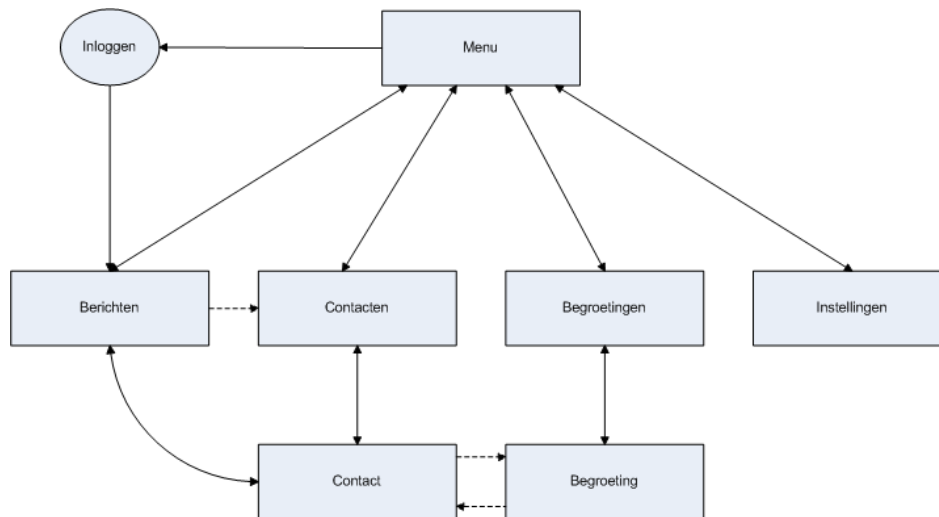 Inloggen
Menu
Berichten
Contacten
Begroetingen
Instellingen
Contact
Begroeting